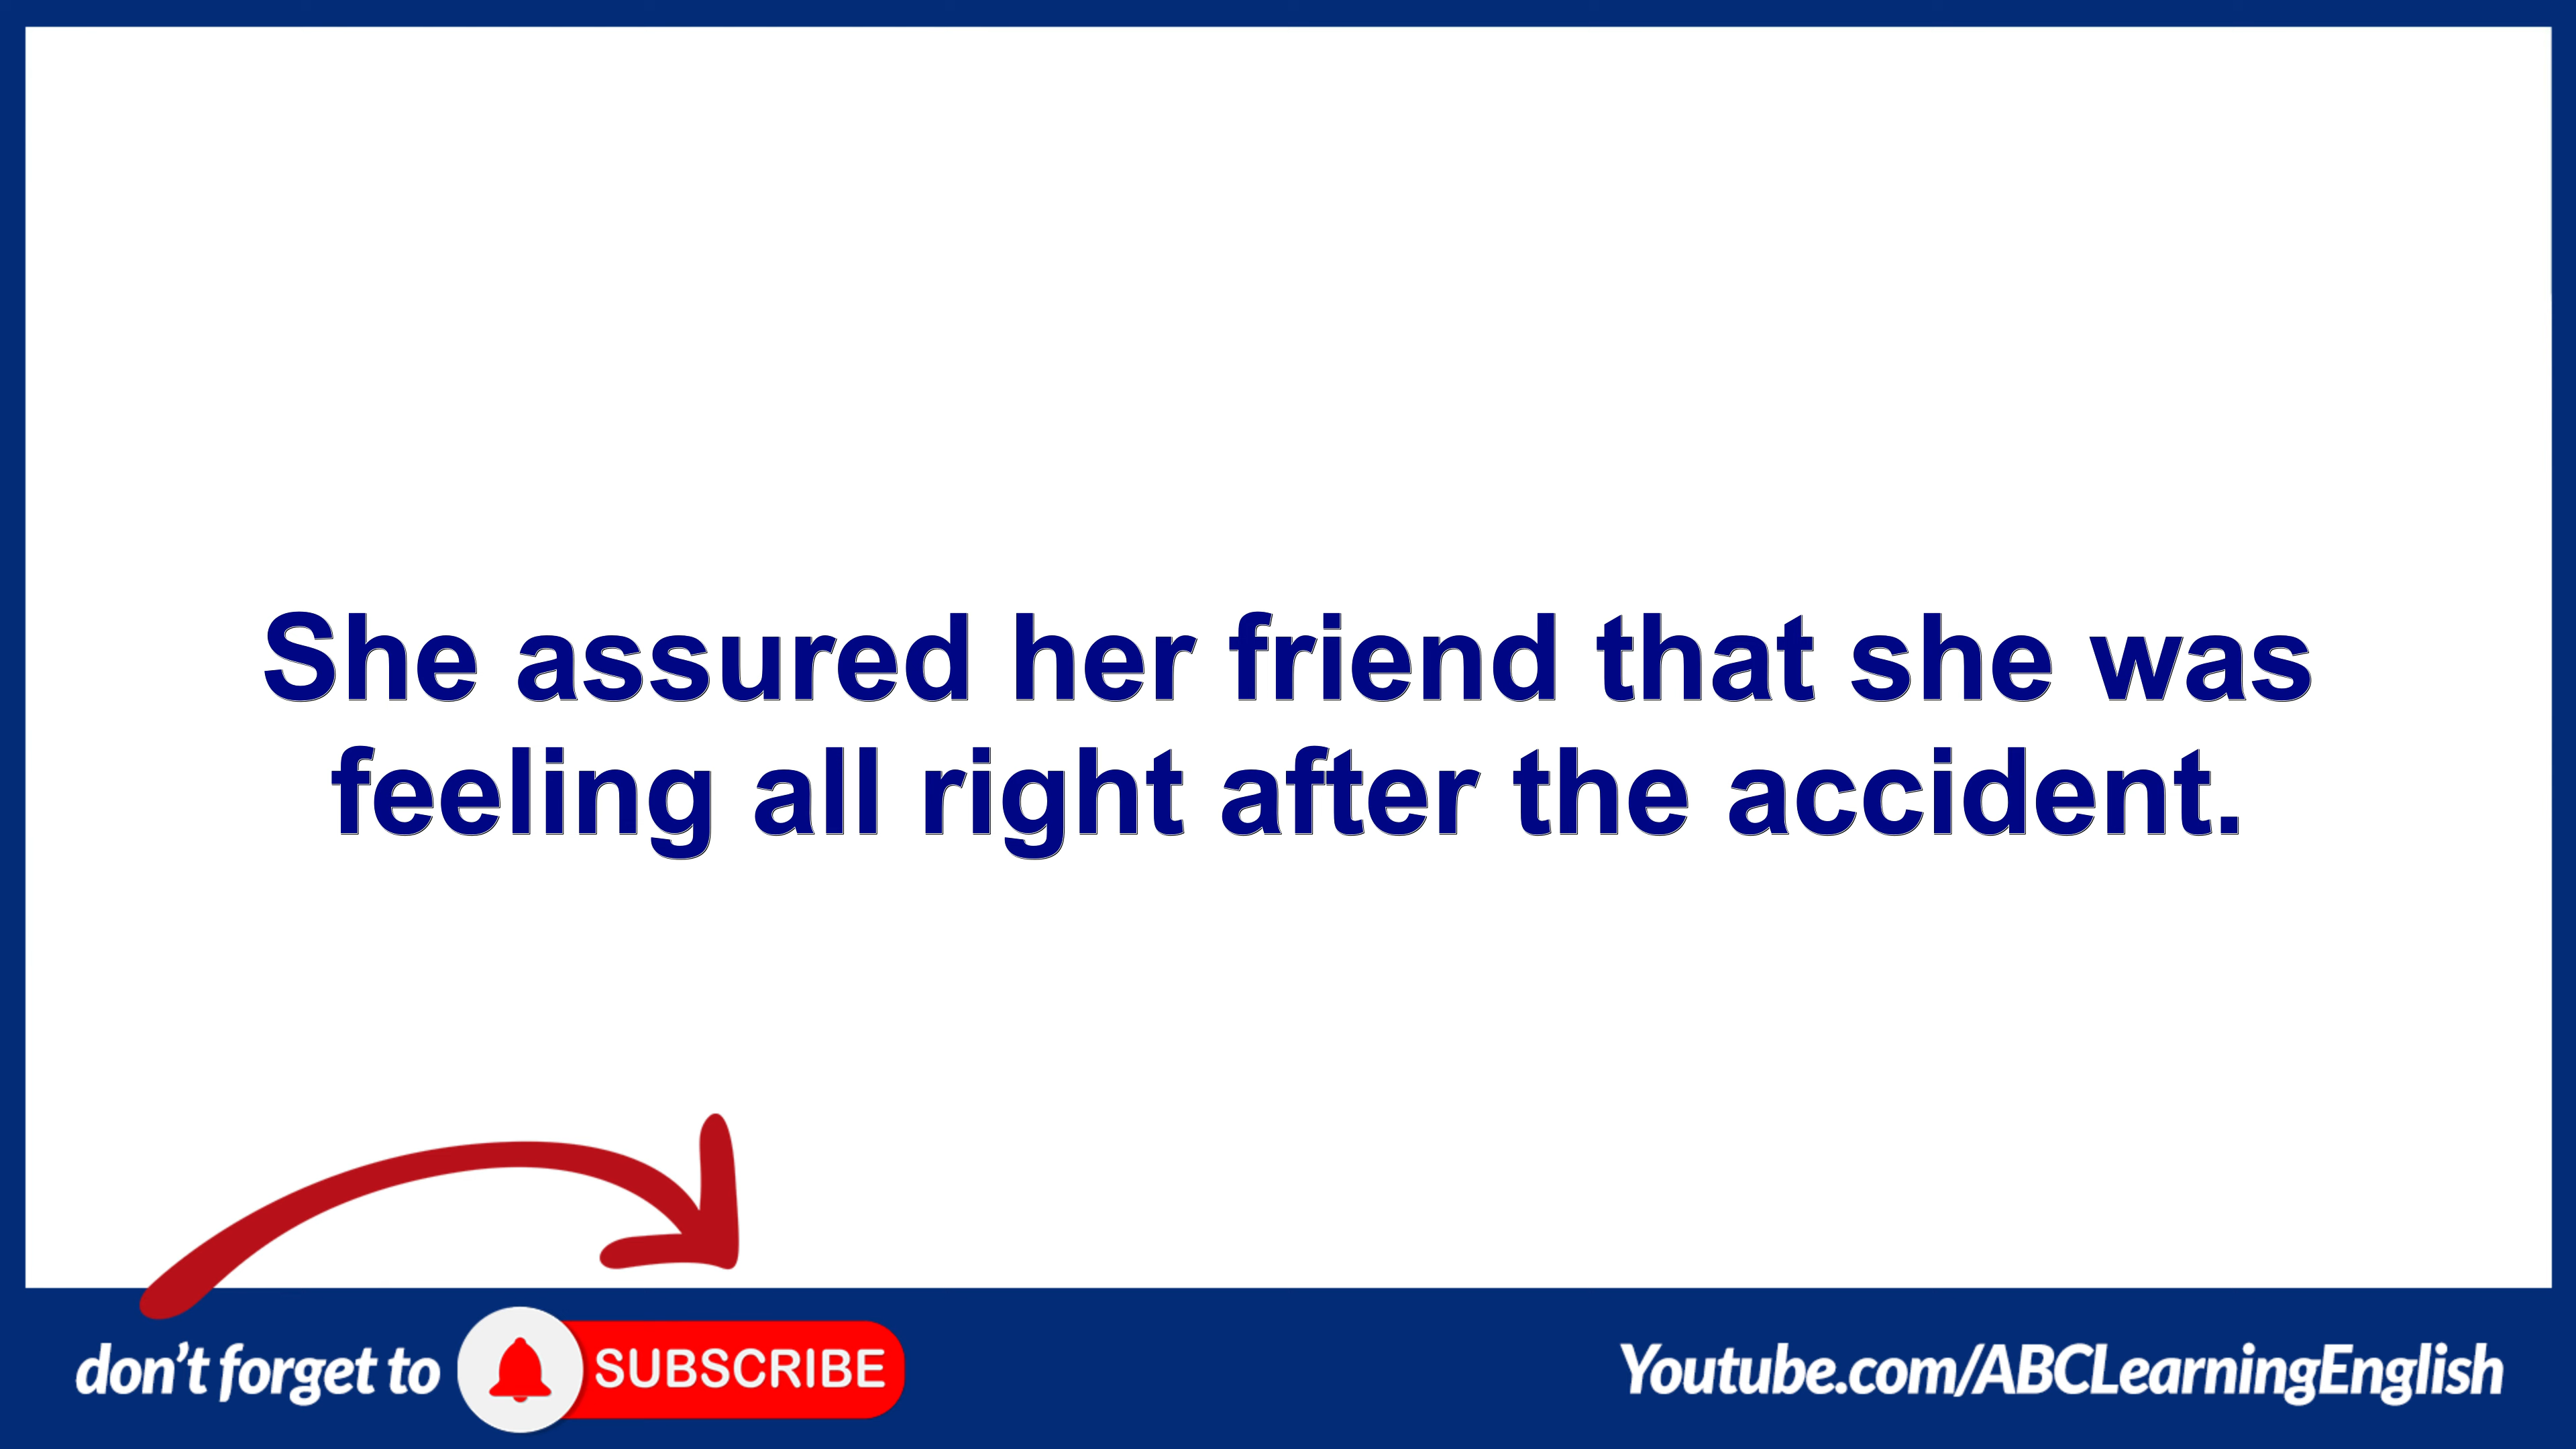 She assured her friend that she was
feeling all right after the accident.
don't forget to SUBSCRIBE
Youtube.com/ABCLearningEnglish